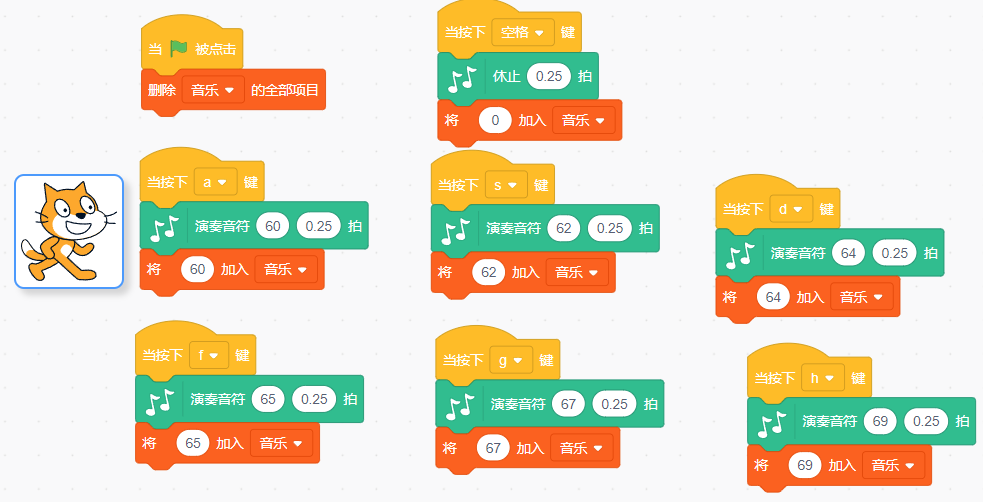 当 被点击
删除 音乐 的全部项目
当按下 空格 键
休止 0.25 拍
将 0 加入 音乐
当按下 a 键
演奏音符 60 0.25 拍
将 60 加入 音乐
当按下 s 键
演奏音符 62 0.25 拍
将 62 加入 音乐
当按下 d 键
演奏音符 64 0.25 拍
将 64 加入 音乐
当按下 f 键
演奏音符 65 0.25 拍
将 65 加入 音乐
当按下 g 键
演奏音符 67 0.25 拍
将 67 加入 音乐
当按下 h 键
演奏音符 69 0.25 拍
将 69 加入 音乐